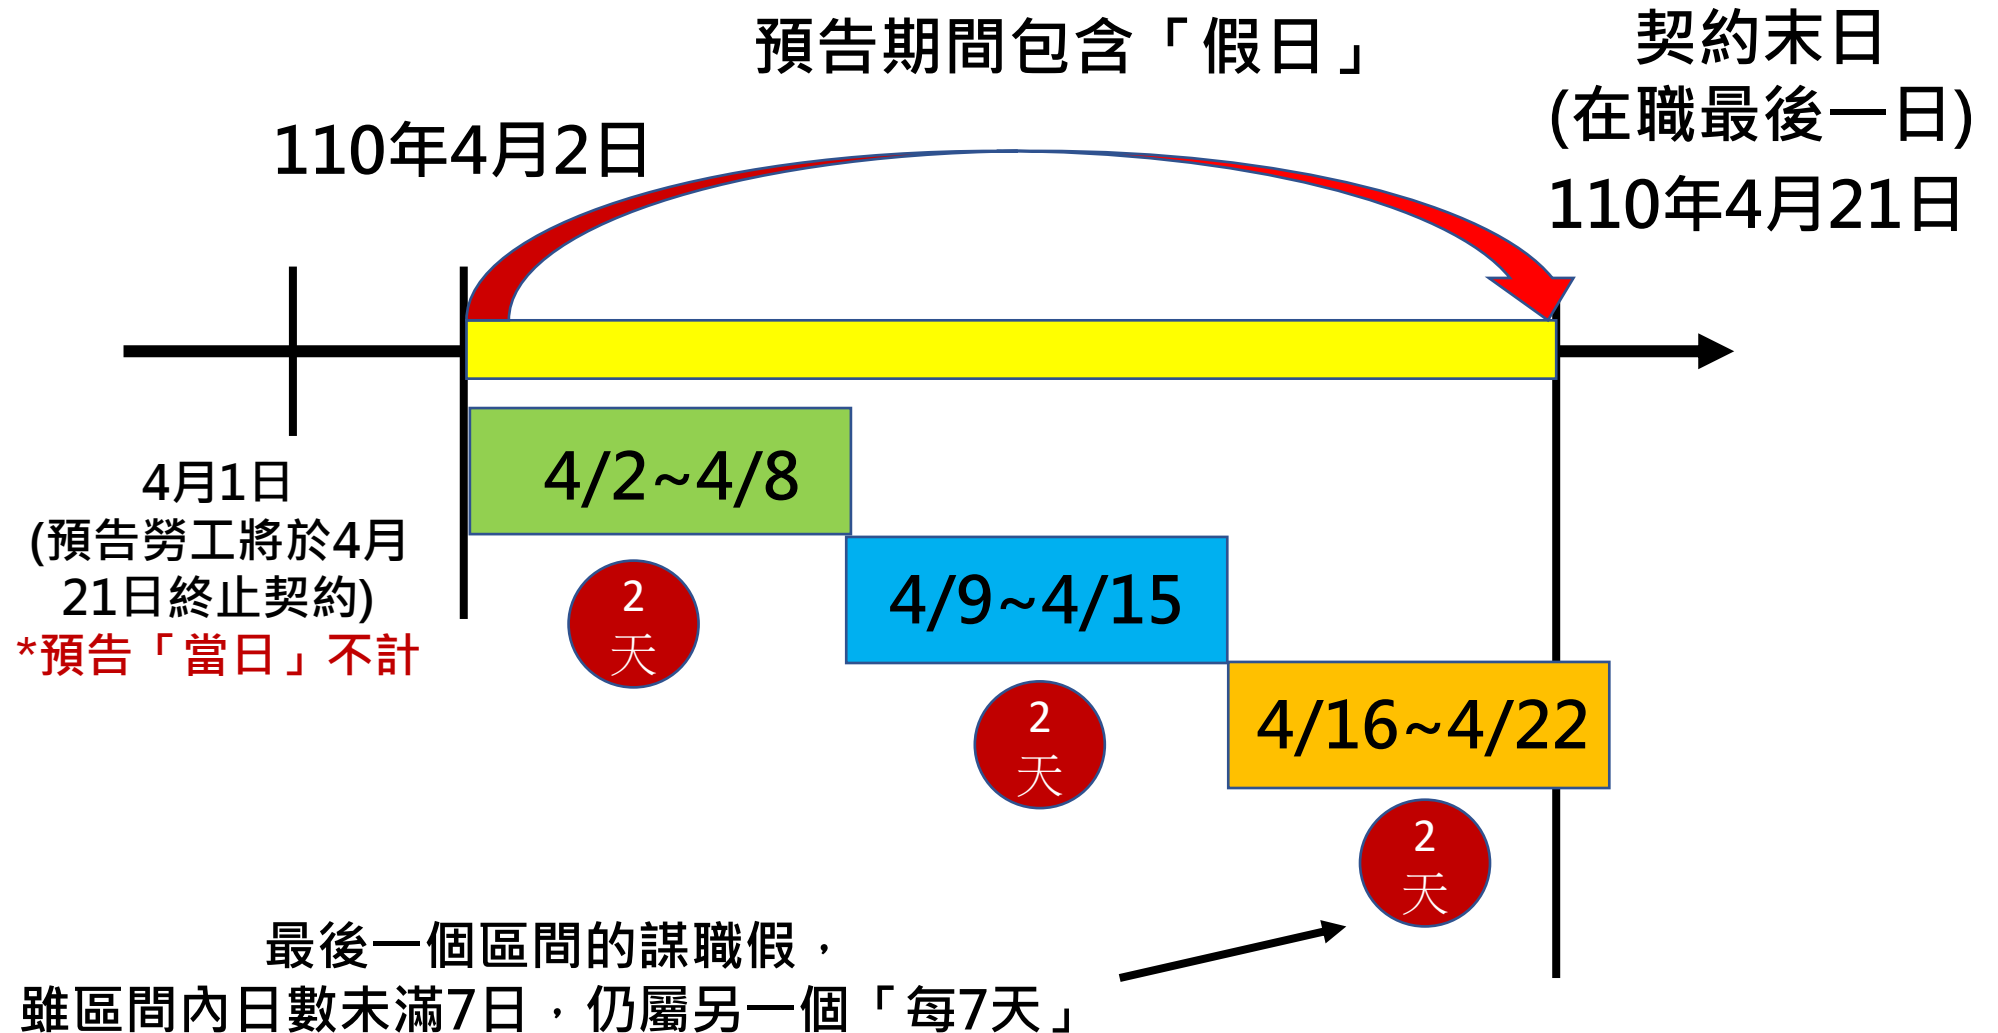 預告期間包含「假日」
契約末日
(在職最後一日)
110年4月21日
110年4月2日
4月1日
(預告勞工將於4月
21日終止契約)
*預告「當日」不計
4/2~4/8
2
天
4/9~4/15
2
天
4/16~4/22
2
天
最後一個區間的謀職假，
雖區間內日數未滿7日，仍屬另一個「每7天」